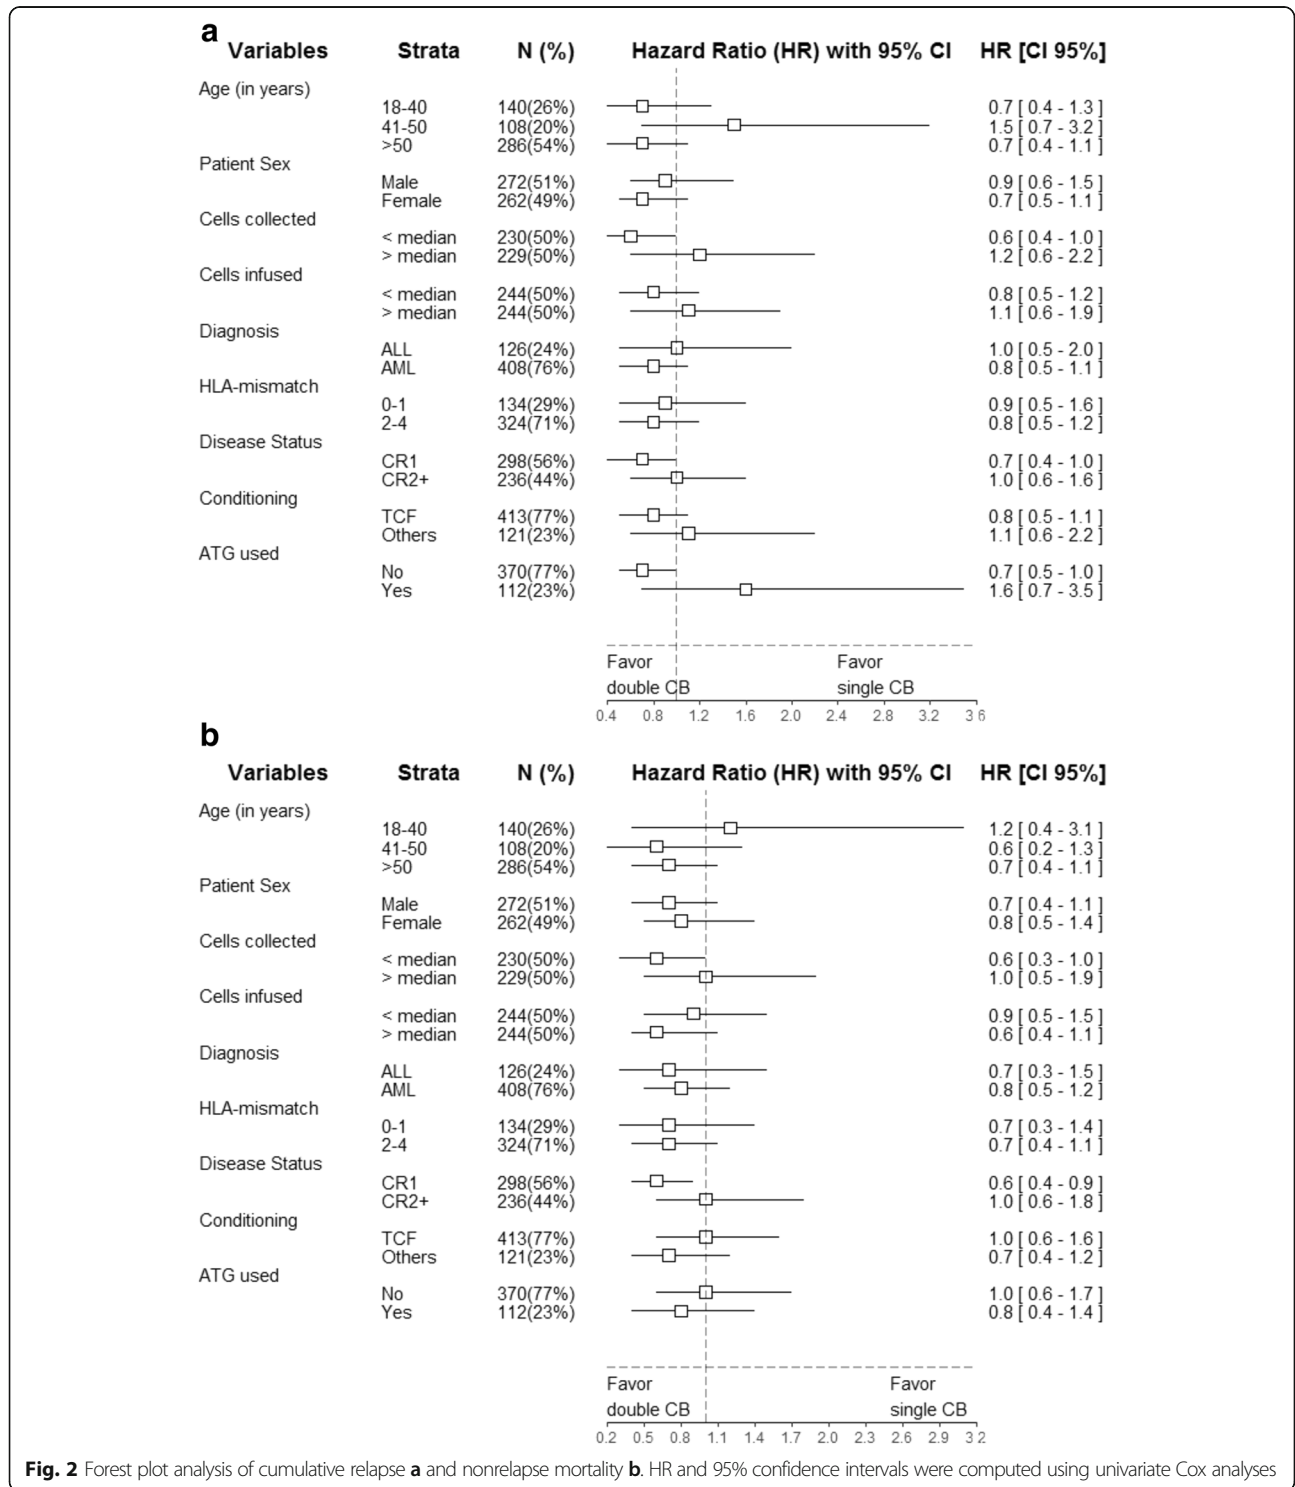 a
Variables Strata N (%) Hazard Ratio (HR) with 95% CI HR [CI 95%]
Age (in years)
18-40 140(26%) 0.7 [ 0.4 - 1.3 ]
41-50 108(20%) 1.5 [ 0.7 - 3.2 ]
>50 286(54%) 0.7 [ 0.4 - 1.1 ]
Patient Sex
Male 272(51%) 0.9 [ 0.6 - 1.5 ]
Female 262(49%) 0.7 [ 0.5 - 1.1 ]
Cells collected
< median 230(50%) 0.6 [ 0.4 - 1.0 ]
> median 229(50%) 1.2 [ 0.6 - 2.2 ]
Cells infused
< median 244(50%) 0.8 [ 0.5 - 1.2 ]
> median 244(50%) 1.1 [ 0.6 - 1.9 ]
Diagnosis
ALL 126(24%) 1.0 [ 0.5 - 2.0 ]
AML 408(76%) 0.8 [ 0.5 - 1.1 ]
HLA-mismatch
0-1 134(29%) 0.9 [ 0.5 - 1.6 ]
2-4 324(71%) 0.8 [ 0.5 - 1.2 ]
Disease Status
CR1 298(56%) 0.7 [ 0.4 - 1.0 ]
CR2+ 236(44%) 1.0 [ 0.6 - 1.6 ]
Conditioning
TCF 413(77%) 0.8 [ 0.5 - 1.1 ]
Others 121(23%) 1.1 [ 0.6 - 2.2 ]
ATG used
No 370(77%) 0.7 [ 0.5 - 1.0 ]
Yes 112(23%) 1.6 [ 0.7 - 3.5 ]
Favor Favor
double CB single CB
0.4 0.8 1.2 1.6 2.0 2.4 2.8 3.2 3.6
b
Variables Strata N (%) Hazard Ratio (HR) with 95% CI HR [CI 95%]
Age (in years)
18-40 140(26%) 1.2 [ 0.4 - 3.1 ]
41-50 108(20%) 0.6 [ 0.2 - 1.3 ]
>50 286(54%) 0.7 [ 0.4 - 1.1 ]
Patient Sex
Male 272(51%) 0.7 [ 0.4 - 1.1 ]
Female 262(49%) 0.8 [ 0.5 - 1.4 ]
Cells collected
< median 230(50%) 0.6 [ 0.3 - 1.0 ]
> median 229(50%) 1.0 [ 0.5 - 1.9 ]
Cells infused
< median 244(50%) 0.9 [ 0.5 - 1.5 ]
> median 244(50%) 0.6 [ 0.4 - 1.1 ]
Diagnosis
ALL 126(24%) 0.7 [ 0.3 - 1.5 ]
AML 408(76%) 0.8 [ 0.5 - 1.2 ]
HLA-mismatch
0-1 134(29%) 0.7 [ 0.3 - 1.4 ]
2-4 324(71%) 0.7 [ 0.4 - 1.1 ]
Disease Status
CR1 298(56%) 0.6 [ 0.4 - 0.9 ]
CR2+ 236(44%) 1.0 [ 0.6 - 1.8 ]
Conditioning
TCF 413(77%) 1.0 [ 0.6 - 1.6 ]
Others 121(23%) 0.7 [ 0.4 - 1.2 ]
ATG used
No 370(77%) 1.0 [ 0.6 - 1.7 ]
Yes 112(23%) 0.8 [ 0.4 - 1.4 ]
Favor Favor
double CB single CB
0.2 0.5 0.8 1.1 1.4 1.7 2.0 2.3 2.6 2.9 3.2
Fig. 2 Forest plot analysis of cumulative relapse a and nonrelapse mortality b. HR and 95% confidence intervals were computed using univariate Cox analyses